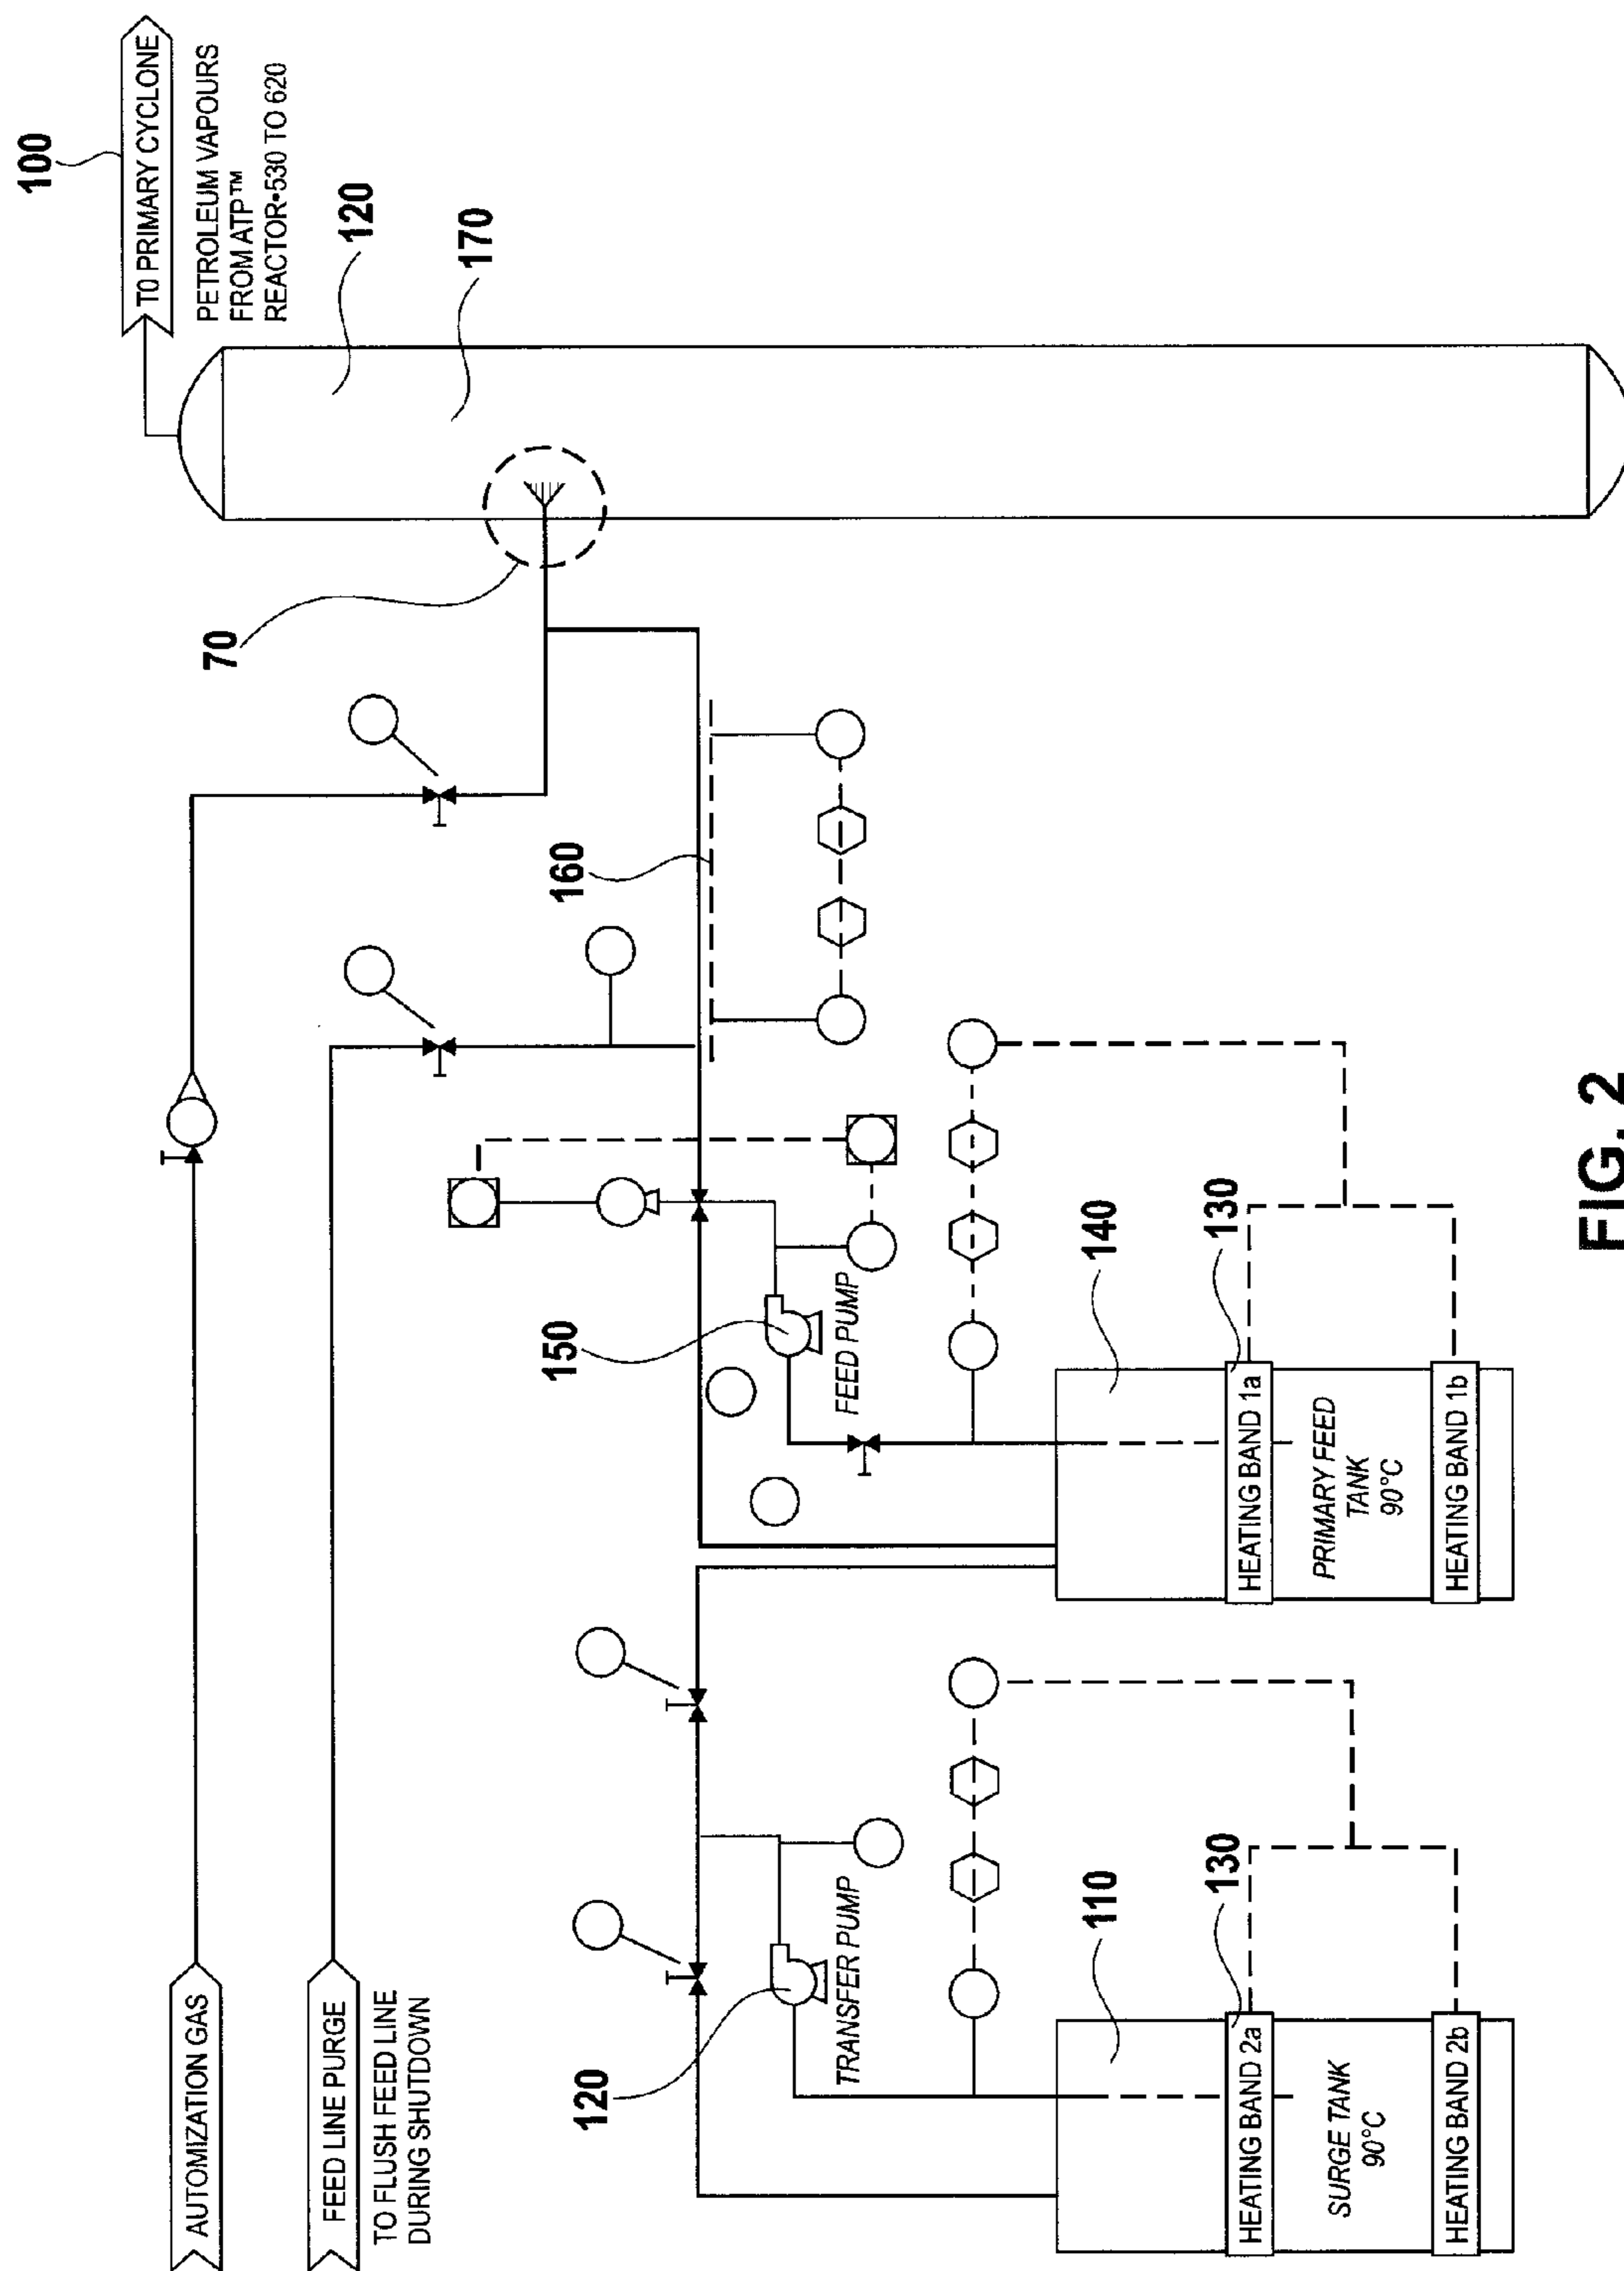 100
TO PRIMARY CYCLONE
PETROLEUM VAPOURS
FROM ATP™
REACTOR•530 TO 620
120
170
70
AUTOMIZATION GAS
FEED LINE PURGE
TO FLUSH FEED LINE
DURING SHUTDOWN
160
150
FEED PUMP
120
TRANSFER PUMP
140
130
HEATING BAND 1a
PRIMARY FEED
TANK
90°C
HEATING BAND 1b
110
130
HEATING BAND 2a
SURGE TANK
90°C
HEATING BAND 2b
FIG. 2